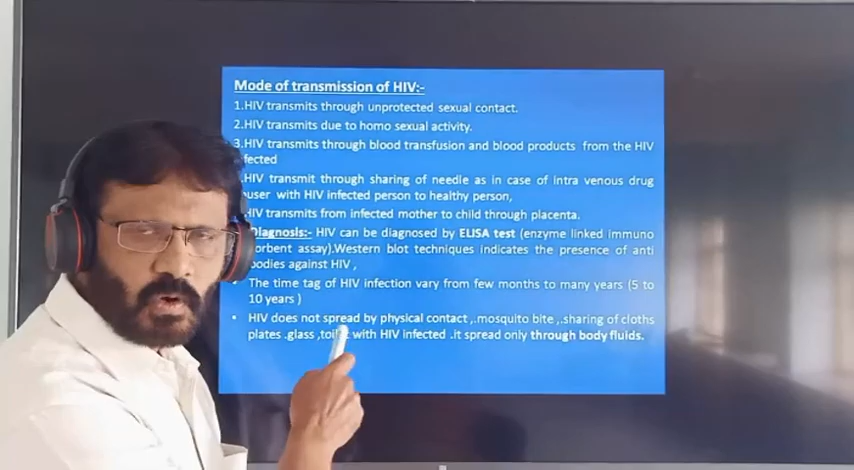 Mode of transmission of HIV:-
1.HIV transmits through unprotected sexual contact.
2.HIV transmits due to homo sexual activity.
3.HIV transmits through blood transfusion and blood products from the HIV
fected
HIV transmit through sharing of needle as in case of intra venous drug
user with HIV infected person to healthy person,
HIV transmits from infected mother to child through placenta.
Diagnosis:- HIV can be diagnosed by ELISA test (enzyme linked immuno
sorbent assay).Western blot techniques indicates the presence of anti
bodies against HIV ,
The time tag of HIV infection vary from few months to many years (5 to
10 years )
• HIV does not spread by physical contact ,.mosquito bite ,.sharing of cloths
plates .glass ,toilet with HIV infected .it spread only through body fluids.